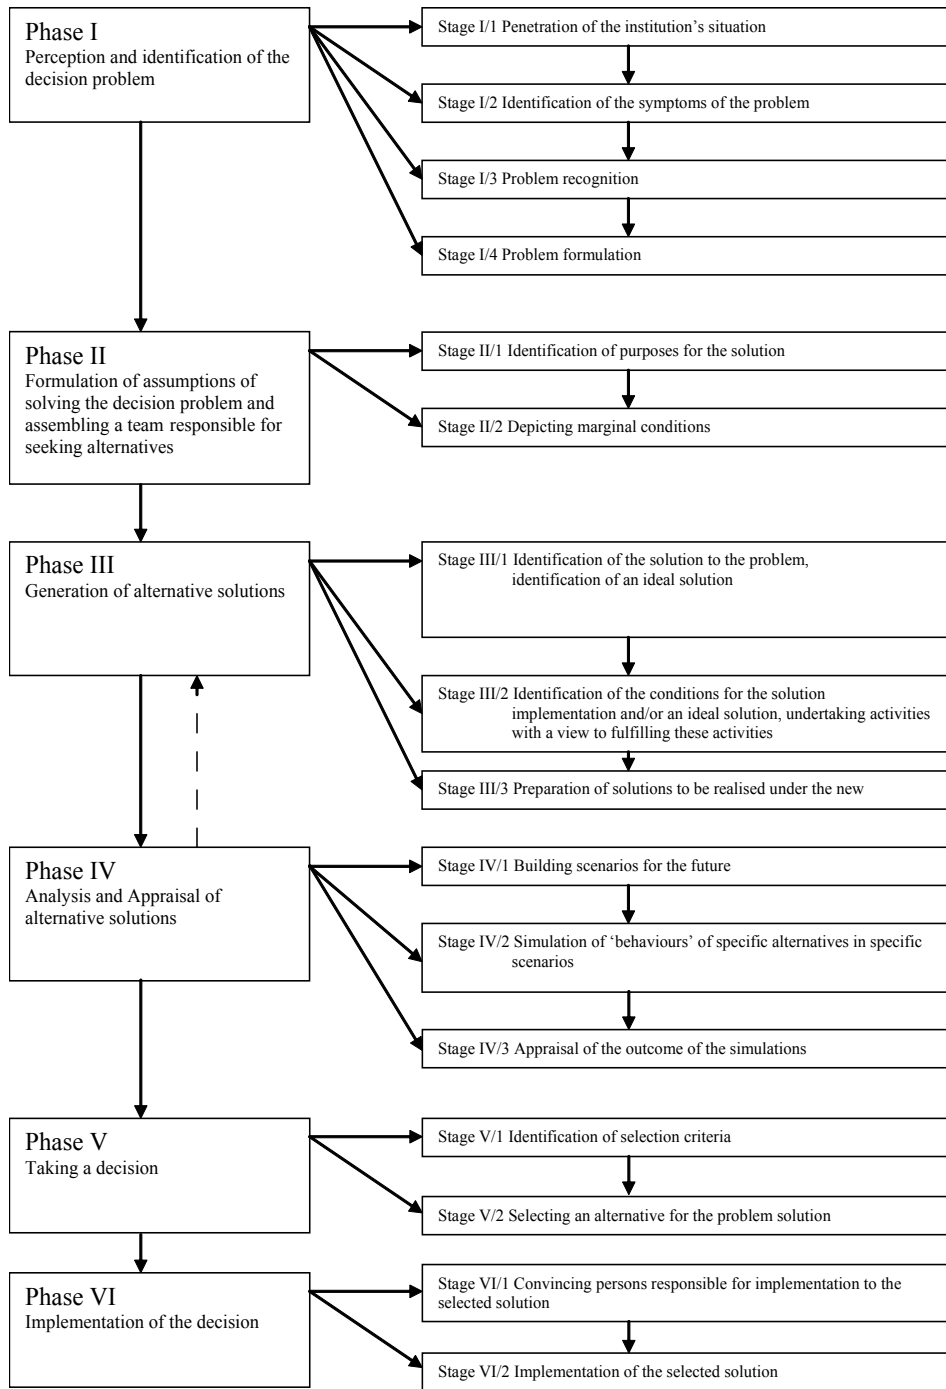 Phase I
Perception and identification of the
decision problem
Stage I/1 Penetration of the institution’s situation
Stage I/2 Identification of the symptoms of the problem
Stage I/3 Problem recognition
Stage I/4 Problem formulation
Phase II
Formulation of assumptions of
solving the decision problem and
assembling a team responsible for
seeking alternatives
Stage II/1 Identification of purposes for the solution
Stage II/2 Depicting marginal conditions
Phase III
Generation of alternative solutions
Stage III/1 Identification of the solution to the problem,
identification of an ideal solution
Stage III/2 Identification of the conditions for the solution
implementation and/or an ideal solution, undertaking activities
with a view to fulfilling these activities
Stage III/3 Preparation of solutions to be realised under the new
Phase IV
Analysis and Appraisal of
alternative solutions
Stage IV/1 Building scenarios for the future
Stage IV/2 Simulation of ‘behaviours’ of specific alternatives in specific
scenarios
Stage IV/3 Appraisal of the outcome of the simulations
Phase V
Taking a decision
Stage V/1 Identification of selection criteria
Stage V/2 Selecting an alternative for the problem solution
Phase VI
Implementation of the decision
Stage VI/1 Convincing persons responsible for implementation to the
selected solution
Stage VI/2 Implementation of the selected solution